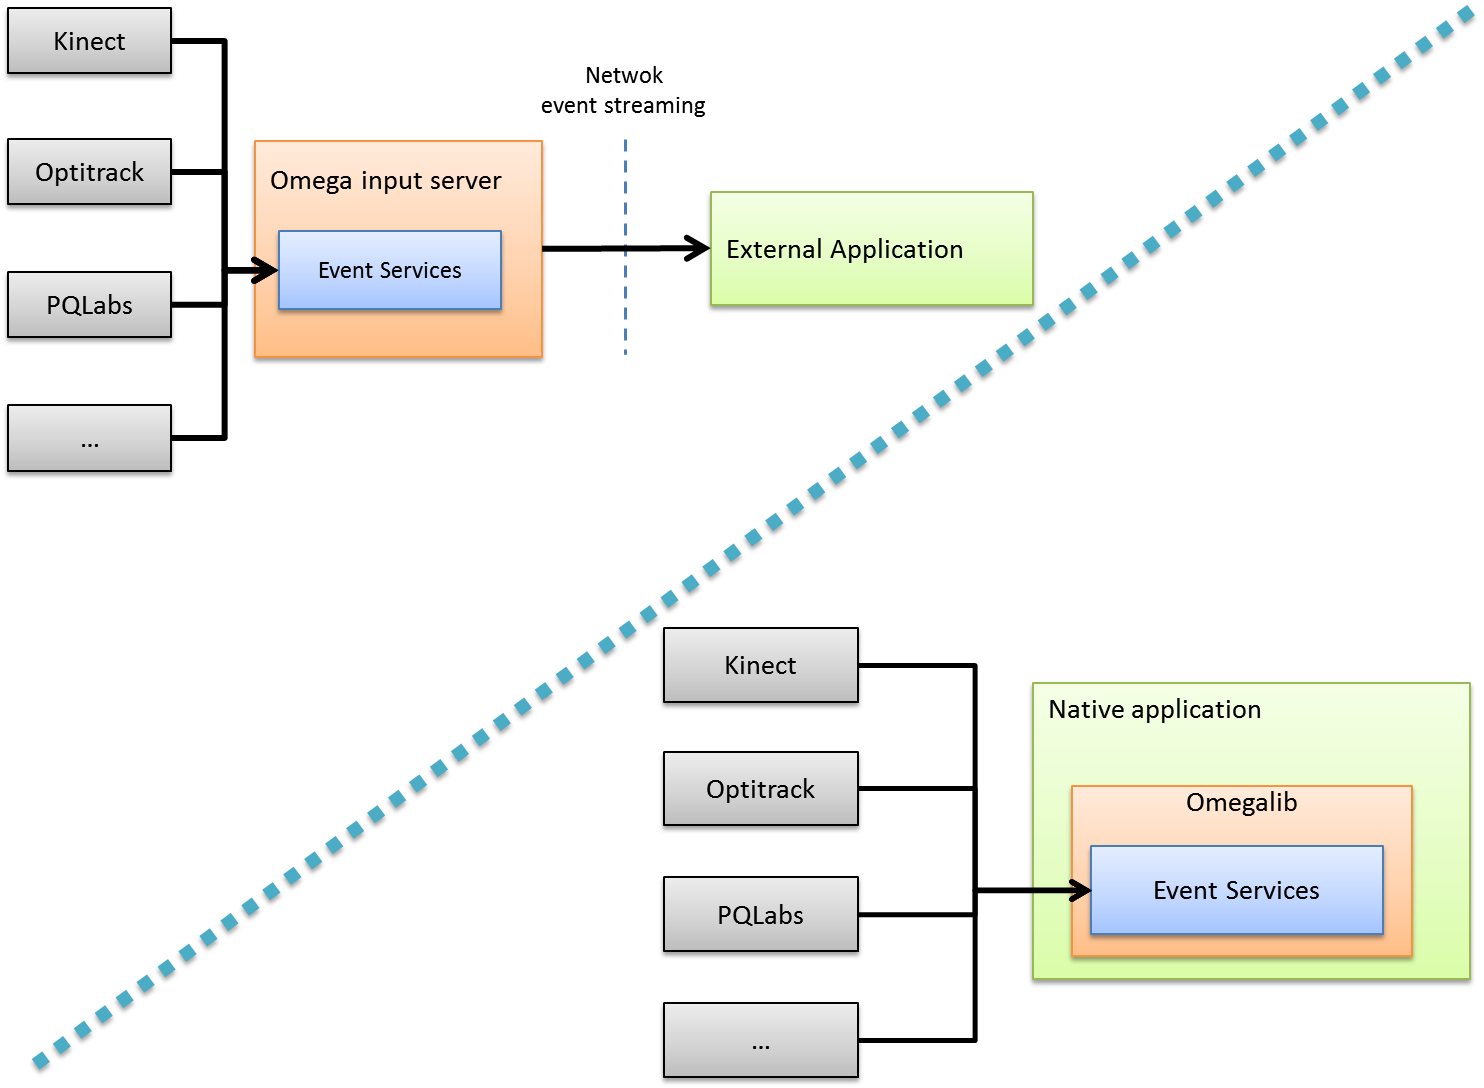 Kinect
Optitrack
PQLabs
...
Omega input server
Event Services
Netwok
event streaming
External Application
Kinect
Optitrack
PQLabs
...
Native application
Omegalib
Event Services